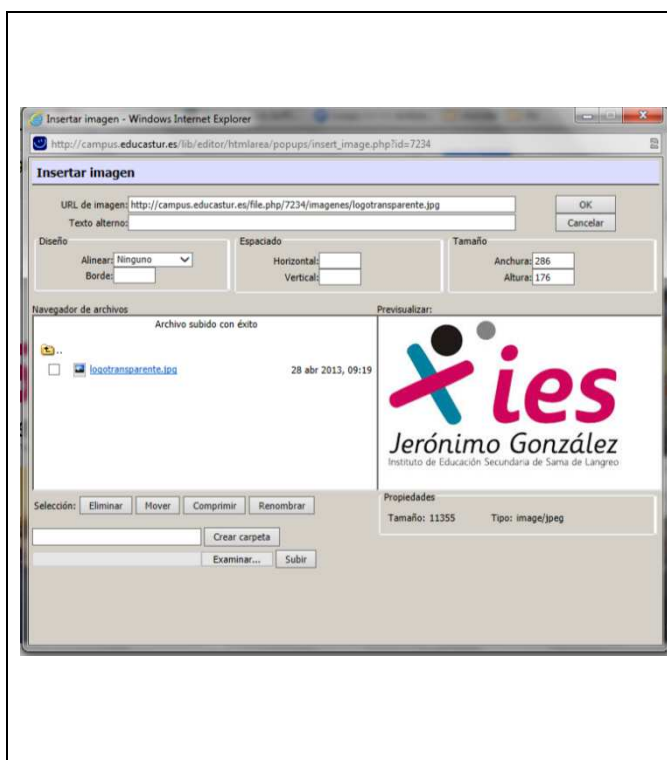 Insertar imagen - Windows Internet Explorer
http://campus.educastur.es/lib/editor/htmlarea/popups/insert_image.php?id=7234
Insertar imagen
URL de imagen: http://campus.educastur.es/file.php/7234/imagenes/logotransparente.jpg OK
Texto alterno: Cancelar
Diseño Espaciado Tamaño
Alinear: Ninguno Horizontal: Anchura: 286
Borde: Vertical: Altura: 176
Navegador de archivos Previsualizar:
Archivo subido con éxito
..
logotransparente.jpg 28 abr 2013, 09:19
ies
Jerónimo González
Instituto de Educación Secundaria de Sama de Langreo
Selección: Eliminar Mover Comprimir Renombrar
Propiedades
Tamaño: 11355 Tipo: image/jpeg
Crear carpeta
Examinar... Subir